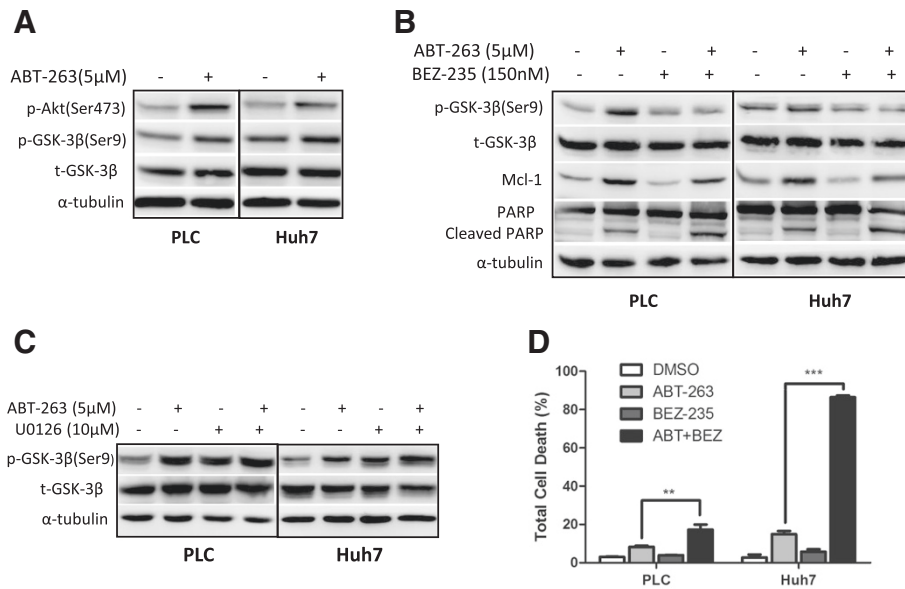 A
ABT-263(5μM) - + - +
p-Akt(Ser473)
p-GSK-3β(Ser9)
t-GSK-3β
α-tubulin
PLC Huh7
B
ABT-263 (5μM) - + - + - + - +
BEZ-235 (150nM) - - + + - - + +
p-GSK-3β(Ser9)
t-GSK-3β
Mcl-1
PARP
Cleaved PARP
α-tubulin
PLC Huh7
C
ABT-263 (5μM) - + - + - + - +
U0126 (10μM) - - + + - - + +
p-GSK-3β(Ser9)
t-GSK-3β
α-tubulin
PLC Huh7
D
Total Cell Death (%)
100
80
60
40
20
0
DMSO
ABT-263
BEZ-235
ABT+BEZ
**
***
PLC Huh7